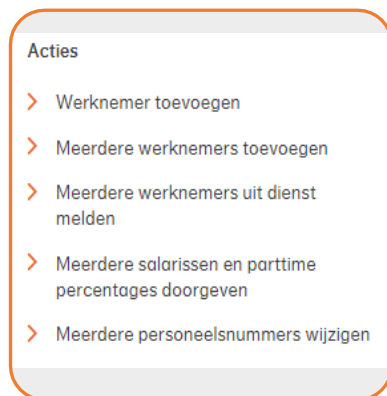 Acties
Werknemer toevoegen
Meerdere werknemers toevoegen
Meerdere werknemers uit dienst
melden
Meerdere salarissen en parttime
percentages doorgeven
Meerdere personeelsnummers wijzigen